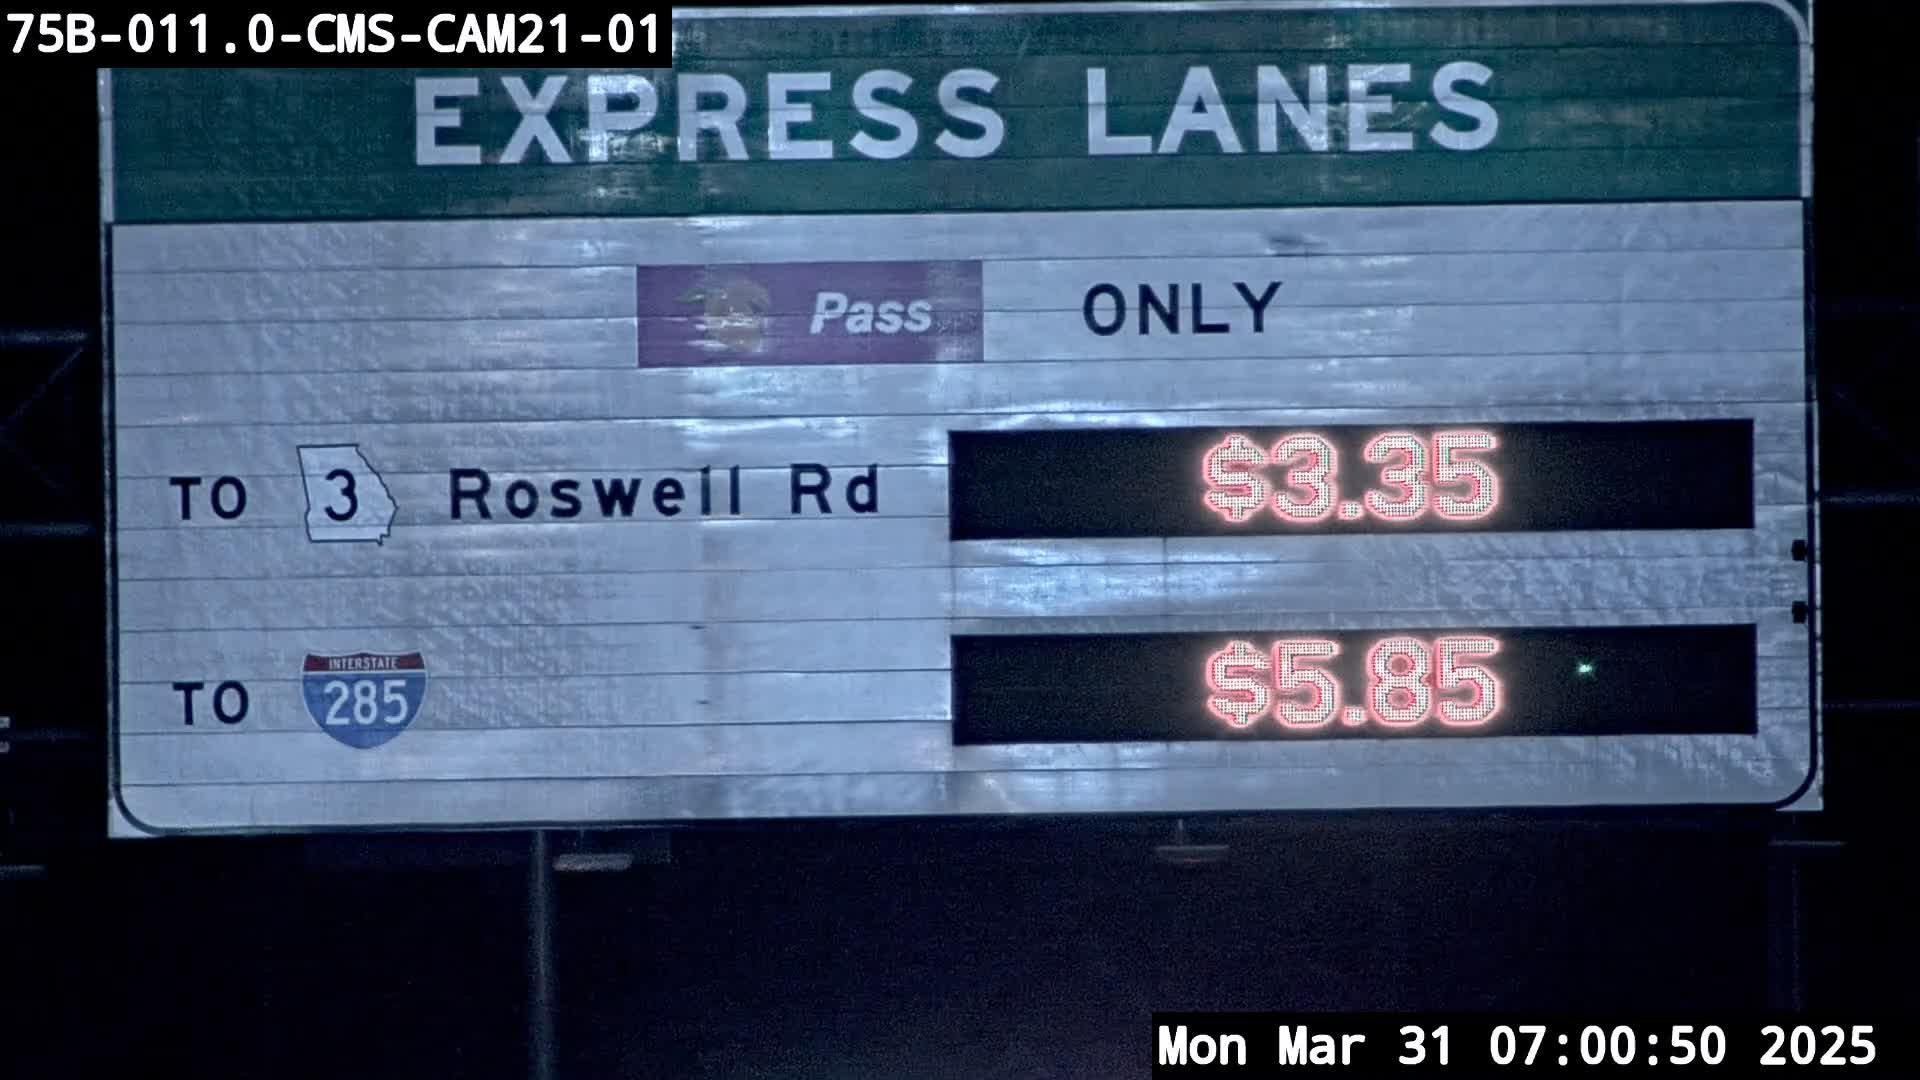 75B-011.0-CMS-CAM21-01
EXPRESS LANES
Pass ONLY
TO 3 Roswell Rd $3.35
INTERSTATE
TO 285 $5.85
Mon Mar 31 07:00:50 2025